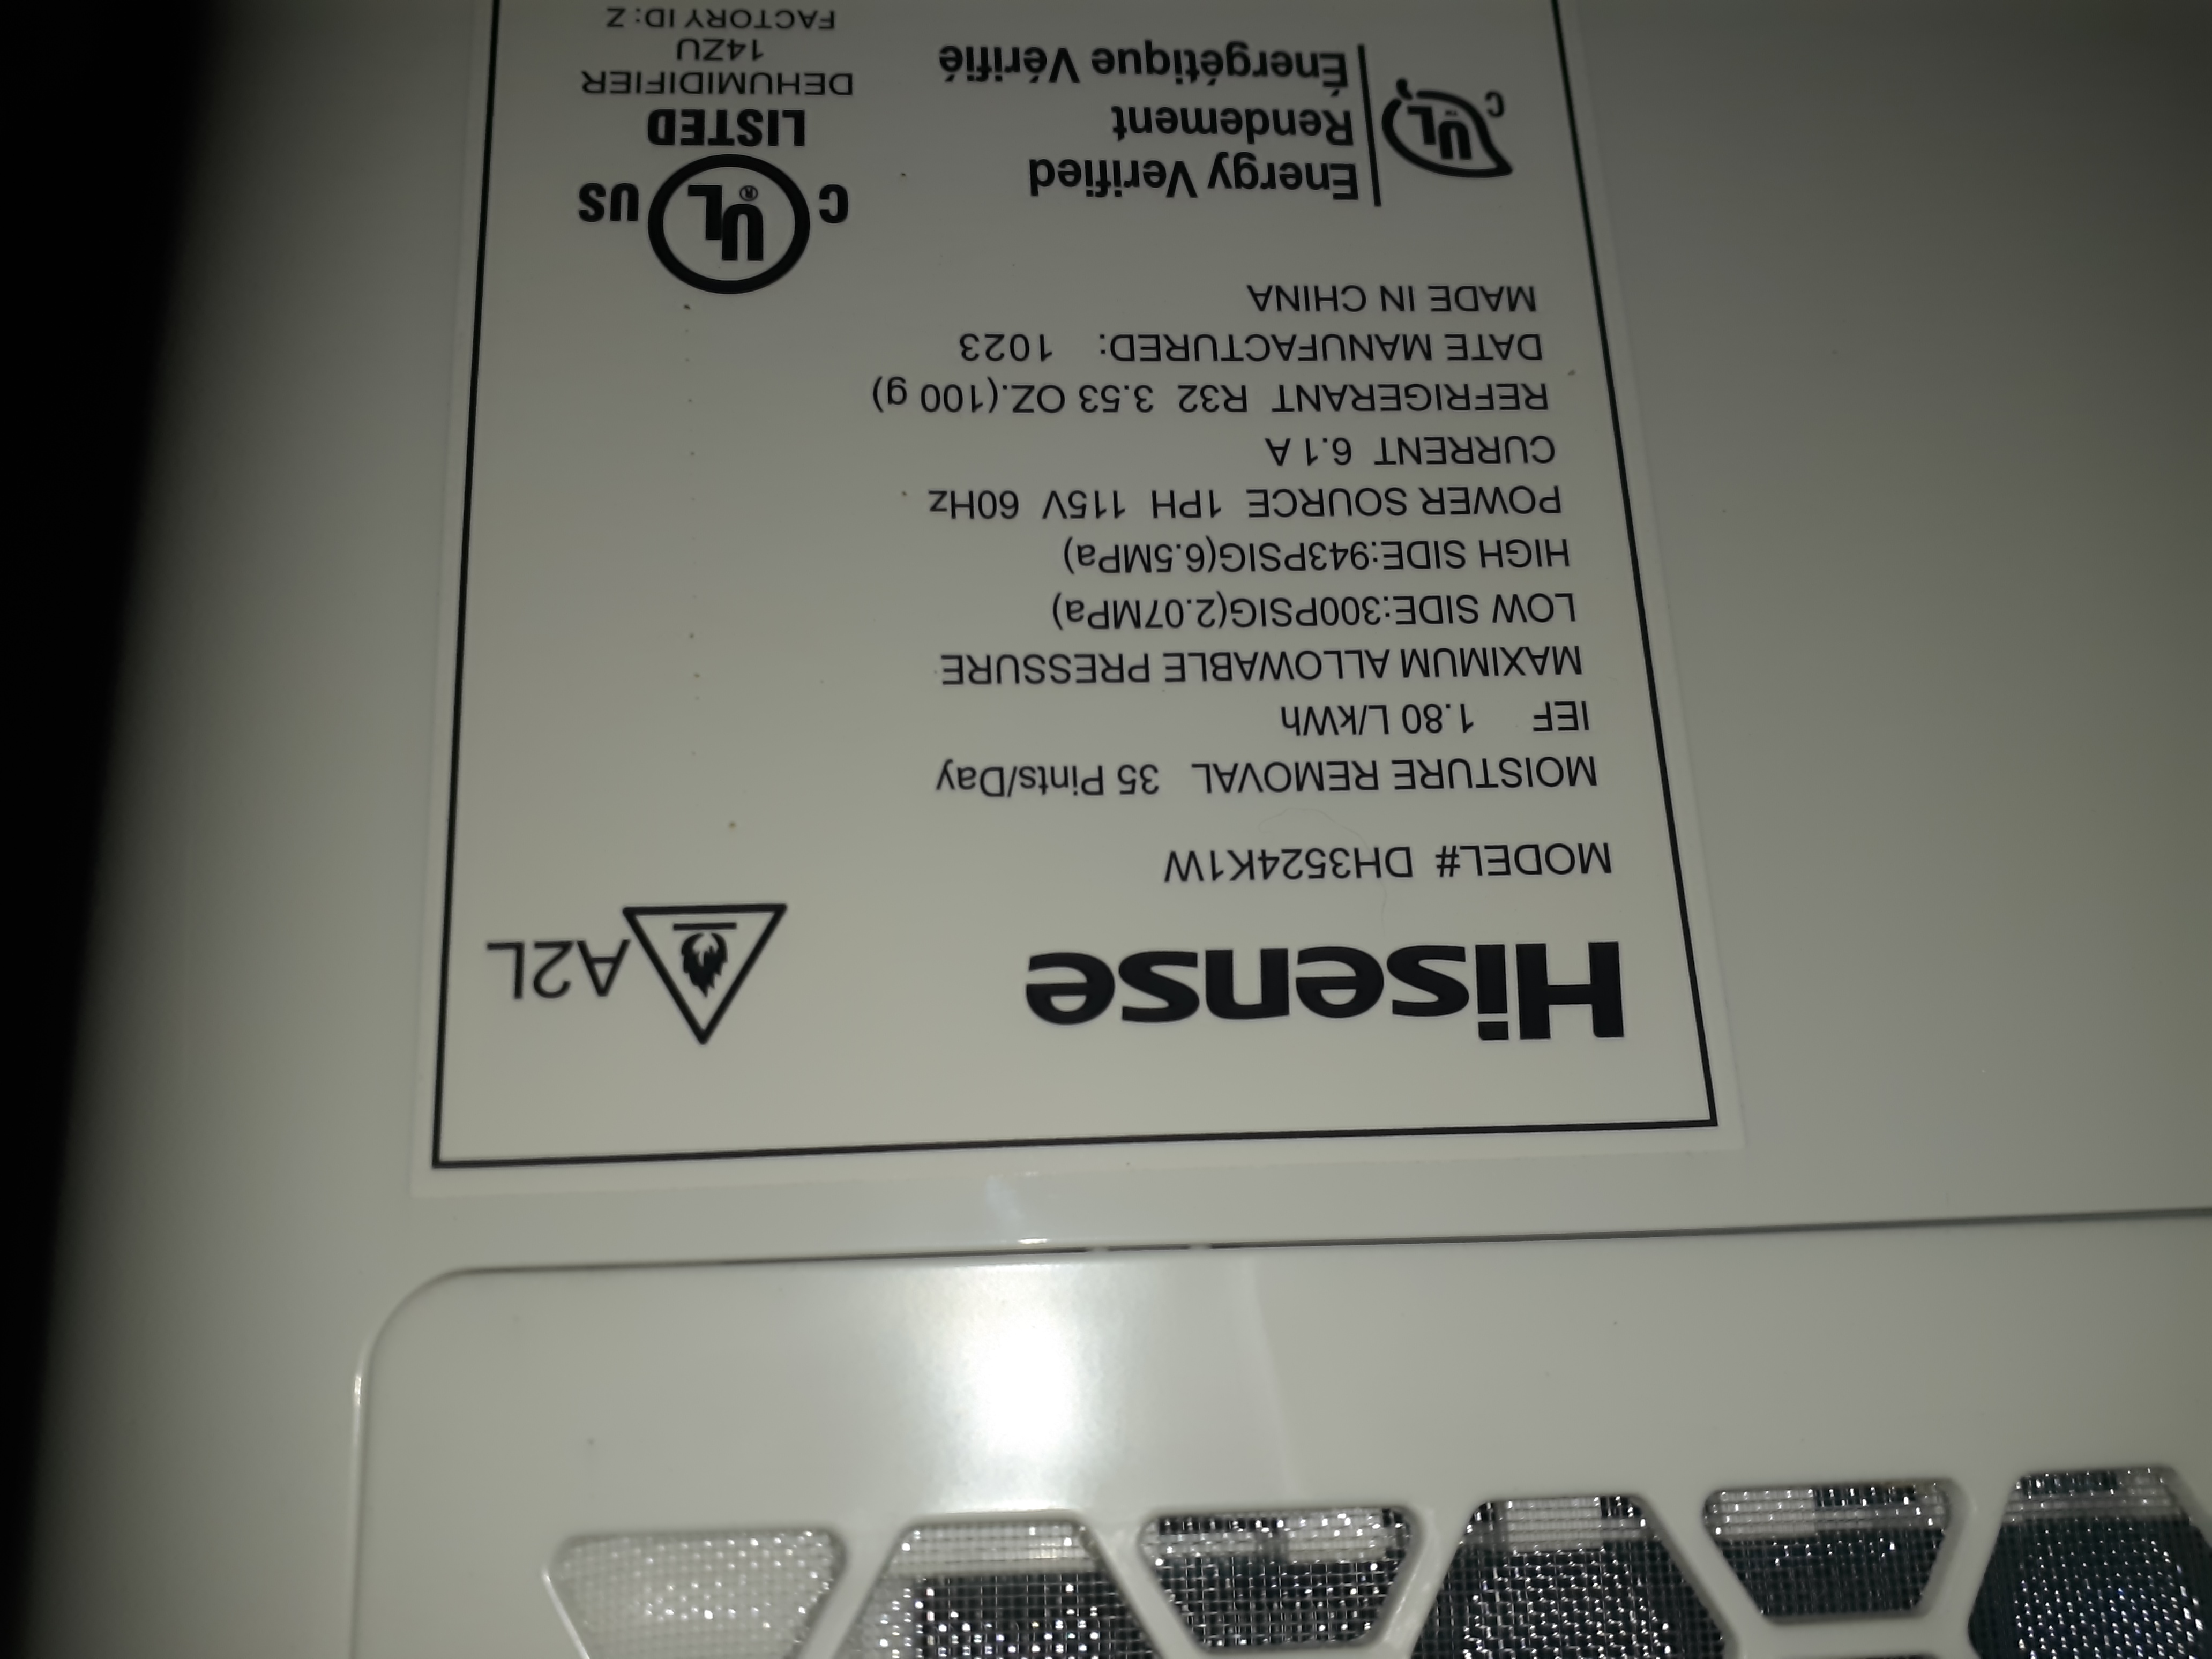 Hisense
A2L
MODEL# DH3524K1W
MOISTURE REMOVAL 35 Pints/Day
IEF 1.80 L/kWh
MAXIMUM ALLOWABLE PRESSURE
LOW SIDE:300PSIG(2.07MPa)
HIGH SIDE:943PSIG(6.5MPa)
POWER SOURCE 1PH 115V 60Hz
CURRENT 6.1 A
REFRIGERANT R32 3.53 OZ.(100 g)
DATE MANUFACTURED: 1023
MADE IN CHINA
C UL
Energy Verified
Rendement
Énergétique Vérifié
C UL® US
LISTED
DEHUMIDIFIER
14ZU
FACTORY ID: Z